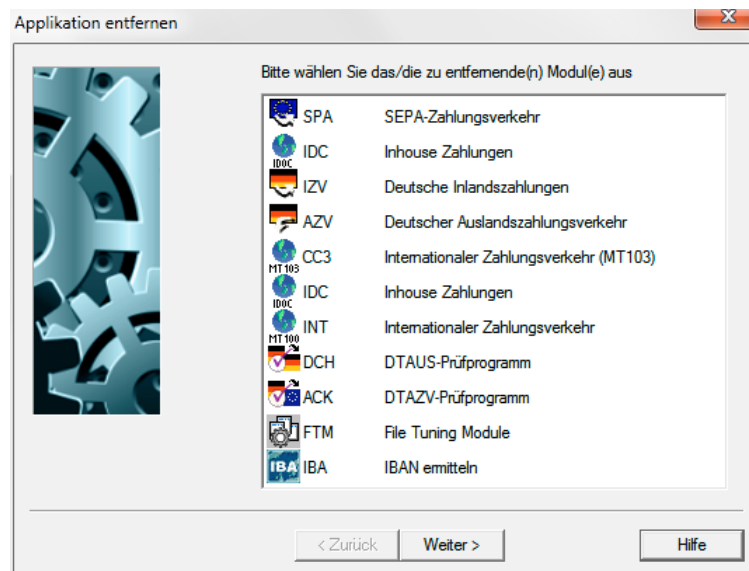 Applikation entfernen
Bitte wählen Sie das/die zu entfernende(n) Modul(e) aus
SPA SEPA-Zahlungsverkehr
IDOC IDC Inhouse Zahlungen
IZV Deutsche Inlandszahlungen
AZV Deutscher Auslandszahlungsverkehr
MT103 CC3 Internationaler Zahlungsverkehr (MT103)
IDOC IDC Inhouse Zahlungen
MT100 INT Internationaler Zahlungsverkehr
DCH DTAUS-Prüfprogramm
ACK DTAZV-Prüfprogramm
FTM File Tuning Module
IBA IBA IBAN ermitteln
< Zurück Weiter > Hilfe